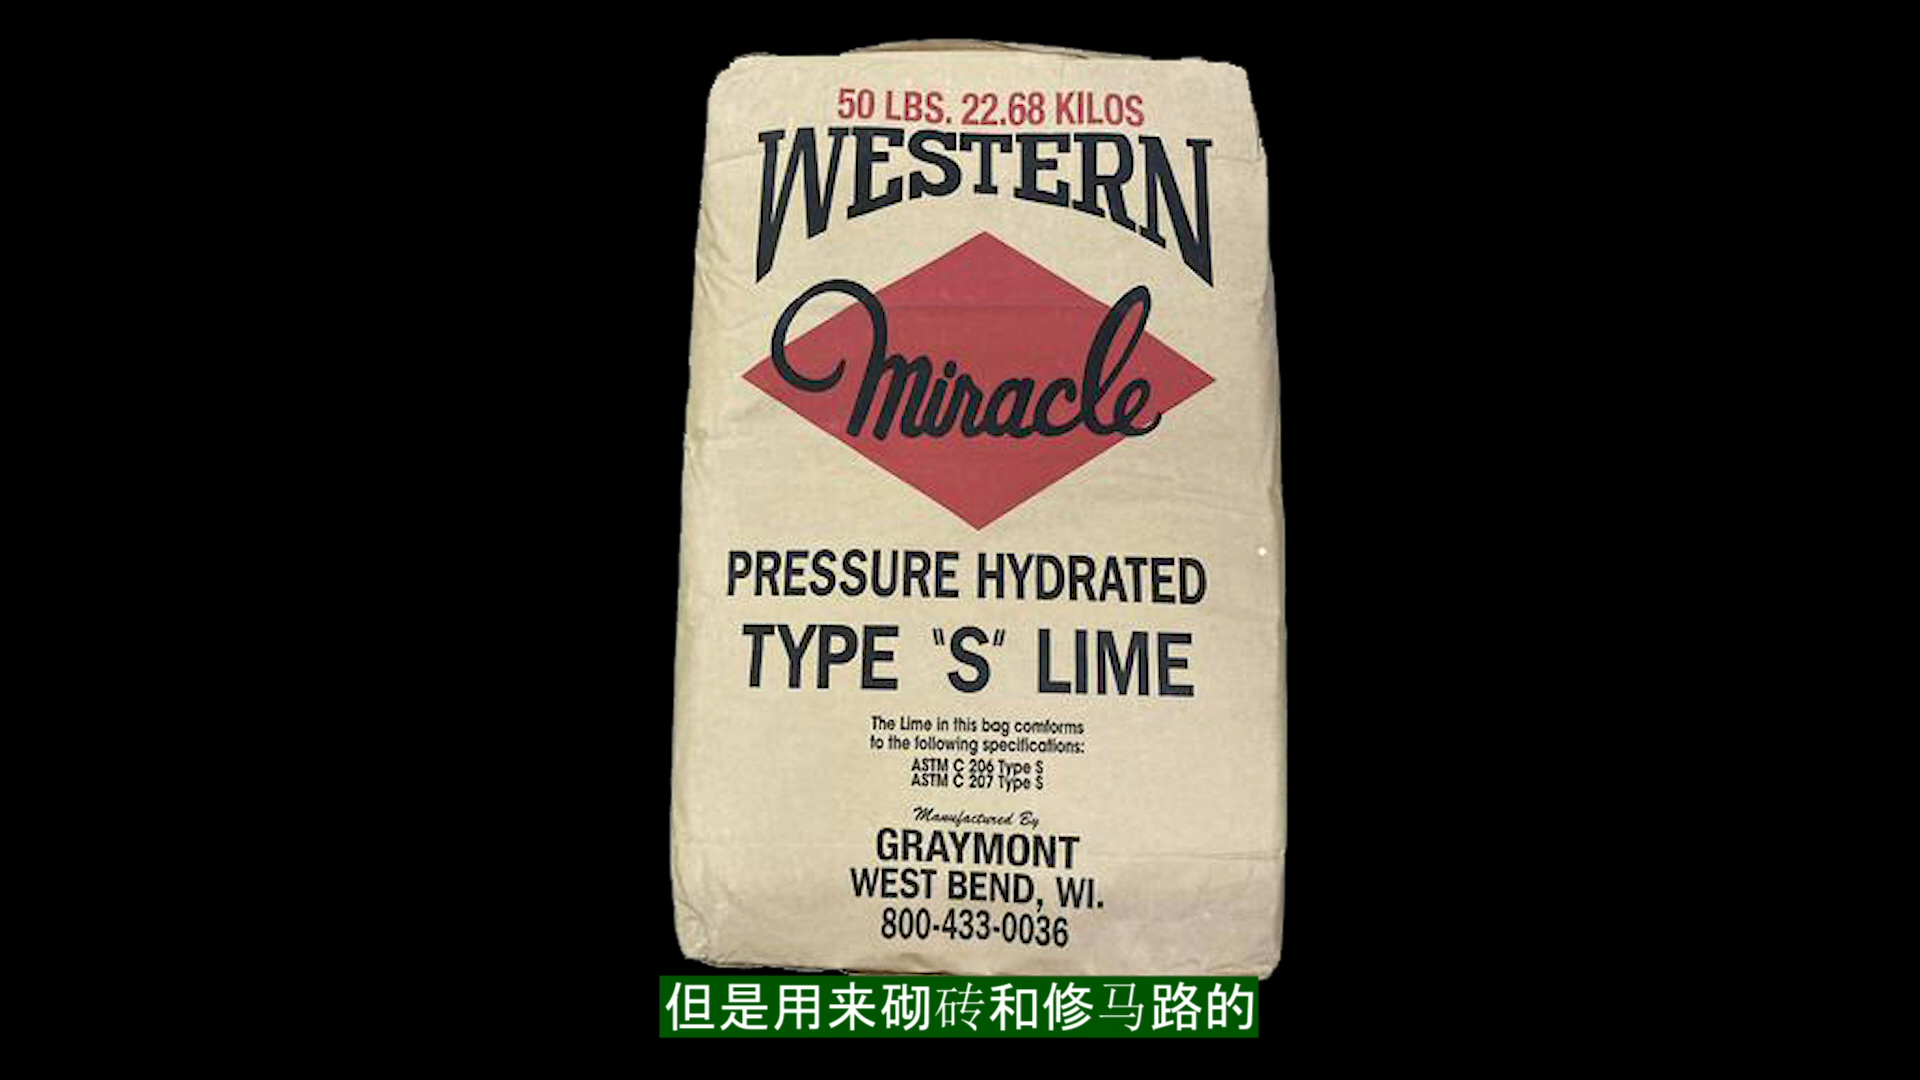 50 LBS. 22.68 KILOS
WESTERN
Miracle
PRESSURE HYDRATED
TYPE "S" LIME
The Lime in this bag comforms
to the following specifications:
ASTM C 206 Type S
ASTM C 207 Type S
Manufactured By
GRAYMONT
WEST BEND, WI.
800-433-0036
但是用来砌砖和修马路的